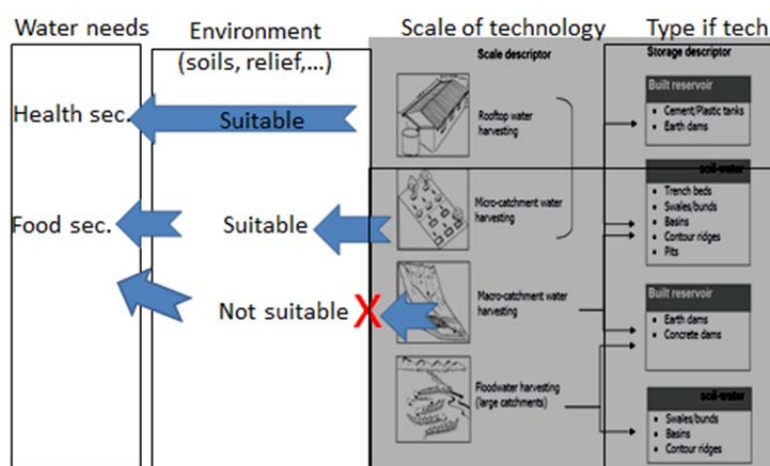 Water needs
Environment
(soils, relief,...)
Scale of technology
Type if tech
Scale descriptor
Storage descriptor
Health sec.
Suitable
Rooftop water
harvesting
Built reservoir
Cement/Plastic tanks
Earth dams
Food sec.
Suitable
Micro-catchment water
harvesting
soil-water
Trench beds
Swales/bunds
Basins
Contour ridges
Pits
Not suitable
X
Macro-catchment water
harvesting
Built reservoir
Earth dams
Concrete dams
Floodwater harvesting
(large catchments)
soil-water
Swales/bunds
Basins
Contour ridges